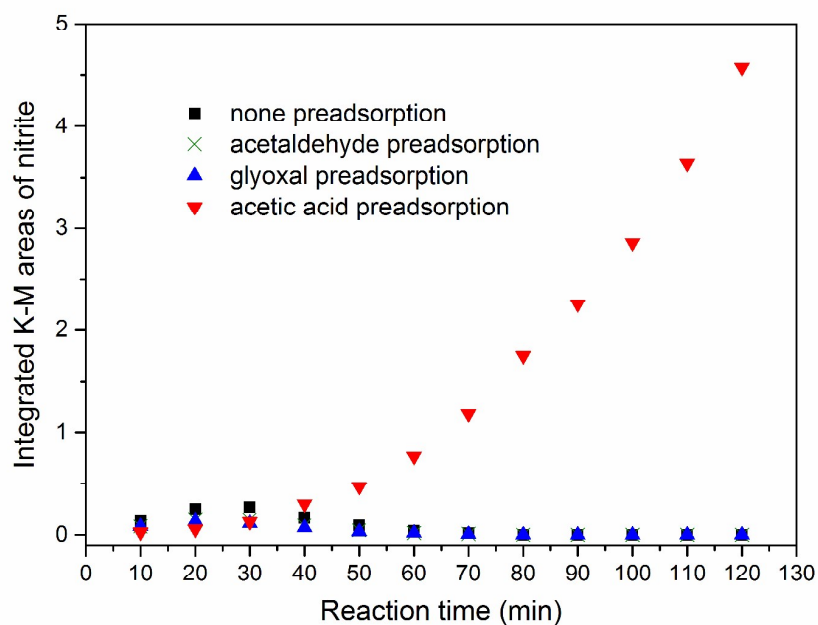 Integrated K-M areas of nitrite
5
4
3
2
1
0
none preadsorption
acetaldehyde preadsorption
glyoxal preadsorption
acetic acid preadsorption
0 10 20 30 40 50 60 70 80 90 100 110 120 130
Reaction time (min)